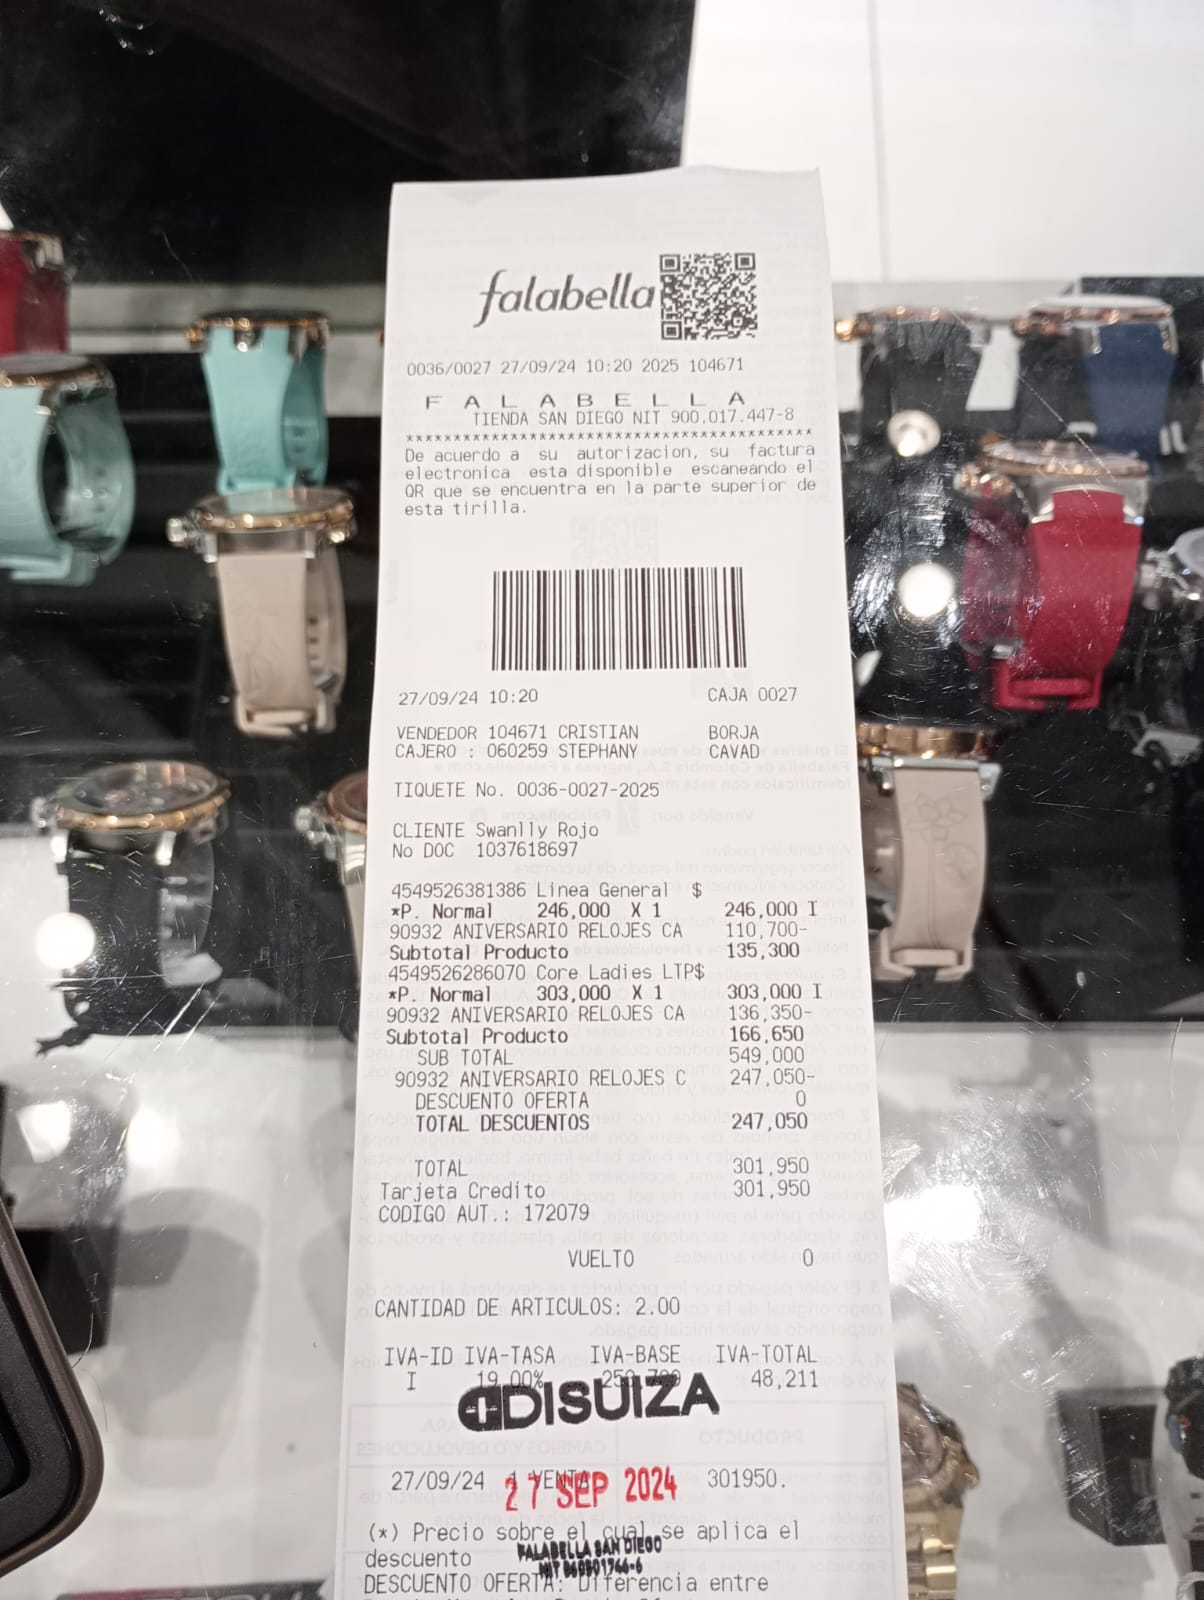 falabella
0036/0027 27/09/24 10:20 2025 104671
F A L A B E L L A
TIENDA SAN DIEGO NIT 900.017.447-8
****************************************
De acuerdo a su autorizacion, su factura
electronica esta disponible escaneando el
QR que se encuentra en la parte superior de
esta tirilla.
27/09/24 10:20 CAJA 0027
VENDEDOR 104671 CRISTIAN BORJA
CAJERO : 060259 STEPHANY CAVAD
TIQUETE No. 0036-0027-2025
CLIENTE Swanlly Rojo
No DOC 1037618697
4549526381386 Linea General $
*P. Normal 246,000 X 1 246,000 I
90932 ANIVERSARIO RELOJES CA 110,700-
Subtotal Producto 135,300
4549526286070 Core Ladies LTP$
*P. Normal 303,000 X 1 303,000 I
90932 ANIVERSARIO RELOJES CA 136,350-
Subtotal Producto 166,650
SUB TOTAL 549,000
90932 ANIVERSARIO RELOJES C 247,050-
DESCUENTO OFERTA 0
TOTAL DESCUENTOS 247,050
TOTAL 301,950
Tarjeta Credito 301,950
CODIGO AUT.: 172079
VUELTO 0
CANTIDAD DE ARTICULOS: 2.00
IVA-ID IVA-TASA IVA-BASE IVA-TOTAL
I 19,00% 48,211
DISUIZA
27/09/24 1 VENTA 301950.
27 SEP 2024
(*) Precio sobre el cual se aplica el
descuento
FALABELLA SAN DIEGO
DESCUENTO OFERTA: Diferencia entre